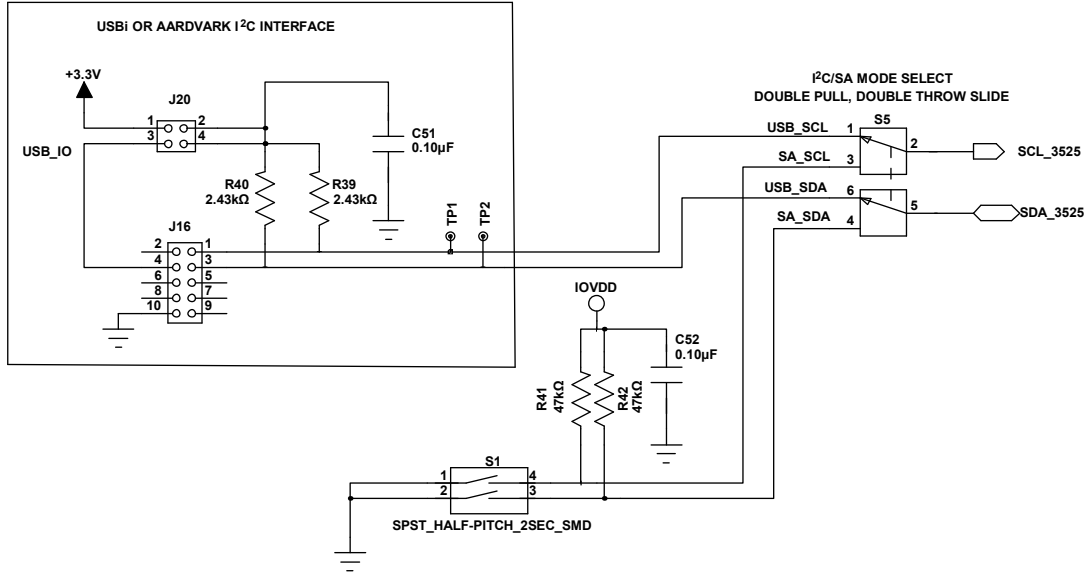 USBi OR AARDVARK I²C INTERFACE
+3.3V
J20
1 2
3 4
USB_IO
C51
0.10µF
R40
2.43kΩ
R39
2.43kΩ
TP1
TP2
J16
2 1
4 3
6 5
8 7
10 9
I²C/SA MODE SELECT
DOUBLE PULL, DOUBLE THROW SLIDE
S5
USB_SCL 1
2 SCL_3525
SA_SCL 3
USB_SDA 6
5 SDA_3525
SA_SDA 4
IOVDD
C52
0.10µF
R41
47kΩ
R42
47kΩ
S1
1 4
2 3
SPST_HALF-PITCH_2SEC_SMD